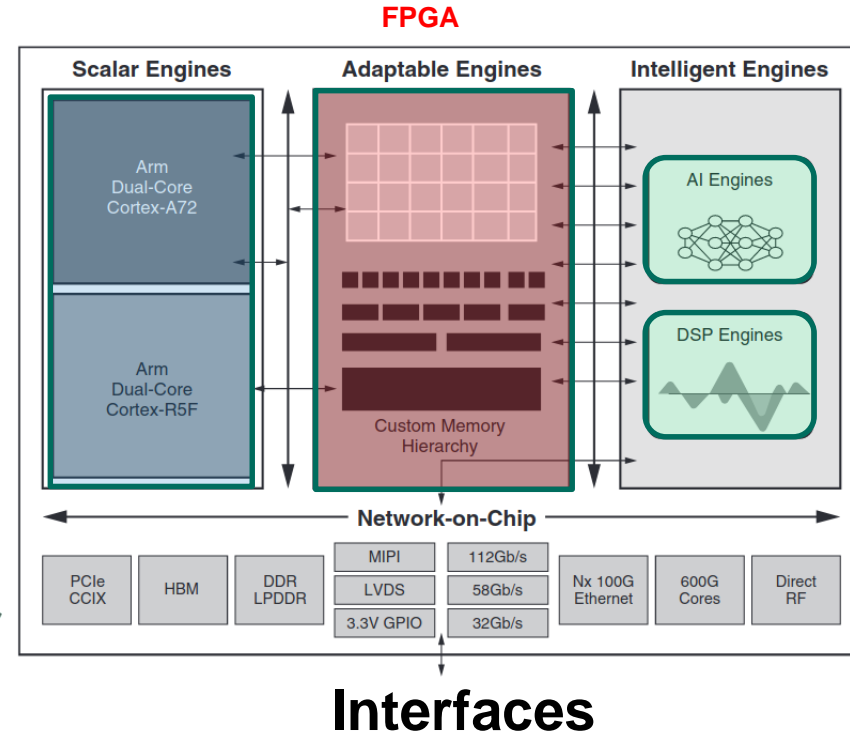 FPGA
Scalar Engines
Adaptable Engines
Intelligent Engines
Arm
Dual-Core
Cortex-A72
Arm
Dual-Core
Cortex-R5F
Custom Memory
Hierarchy
AI Engines
DSP Engines
Network-on-Chip
PCIe
CCIX
HBM
DDR
LPDDR
MIPI
LVDS
3.3V GPIO
112Gb/s
58Gb/s
32Gb/s
Nx 100G
Ethernet
600G
Cores
Direct
RF
Interfaces